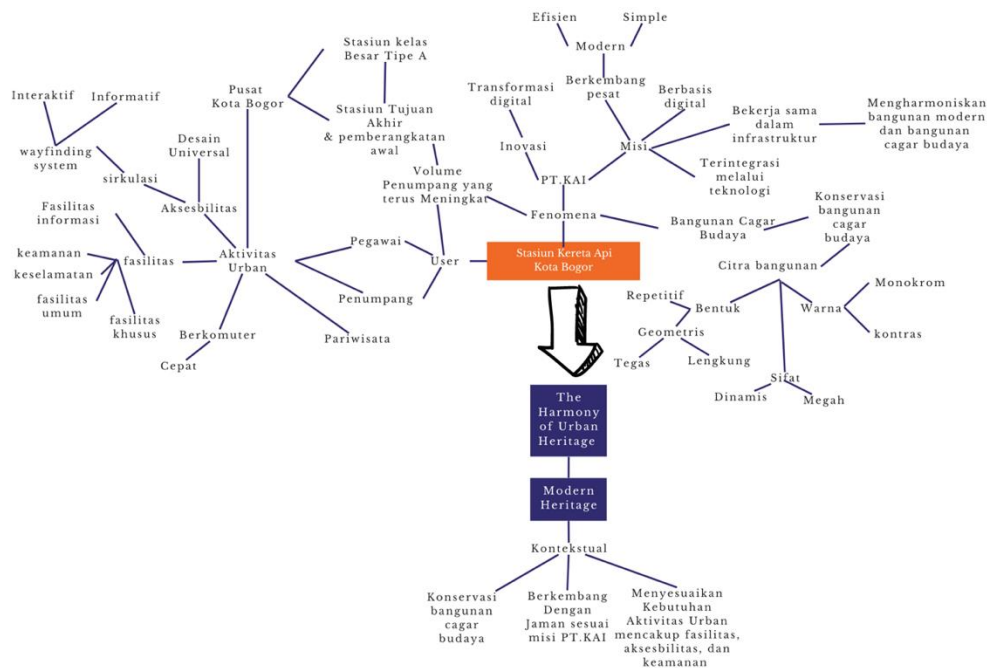 Efisien
Simple
Modern
Stasiun kelas
Besar Tipe A
Berkembang
pesat
Transformasi
digital
Berbasis
digital
Interaktif
Informatif
Pusat
Kota Bogor
Bekerja sama
dalam
infrastruktur
Mengharmoniskan
bangunan modern
dan bangunan
cagar budaya
Stasiun Tujuan
Akhir
& pemberangkatan
awal
Desain
Universal
Inovasi
Misi
wayfinding
system
sirkulasi
Volume
Penumpang yang
terus Meningkat
PT.KAI
Terintegrasi
melalui
teknologi
Fasilitas
informasi
Aksesbilitas
Fenomena
Bangunan Cagar
Budaya
Konservasi
bangunan
cagar
budaya
keamanan
keselamatan
fasilitas
umum
fasilitas
khusus
fasilitas
Aktivitas
Urban
Pegawai
User
Penumpang
Stasiun Kereta Api
Kota Bogor
Citra bangunan
Monokrom
Repetitif
Bentuk
Warna
kontras
Geometris
Tegas
Lengkung
Berkomuter
Pariwisata
Cepat
Sifat
Dinamis
Megah
The
Harmony
of Urban
Heritage
Modern
Heritage
Kontekstual
Konservasi
bangunan
cagar
budaya
Berkembang
Dengan
Jaman sesuai
misi PT.KAI
Menyesuaikan
Kebutuhan
Aktivitas Urban
mencakup fasilitas,
aksesbilitas, dan
keamanan